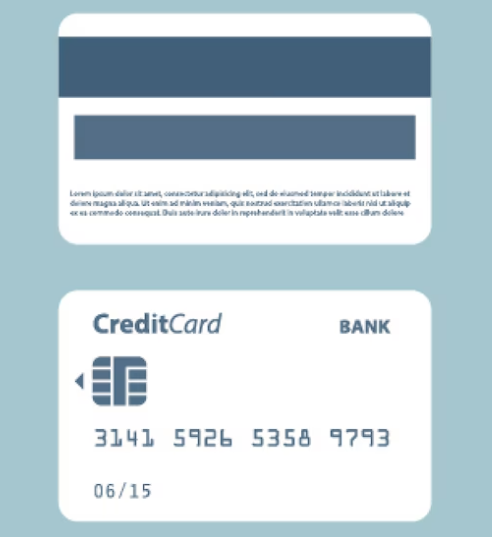 Lorem ipsum dolor sit amet, consectetur adipisicing elit, sed do eiusmod tempor incididunt ut labore et
dolore magna aliqua. Ut enim ad minim veniam, quis nostrud exercitation ullamco laboris nisi ut aliquip
ex ea commodo consequat. Duis aute irure dolor in reprehenderit in voluptate velit esse cillum dolore
CreditCard BANK
3141 5926 5358 9793
06/15